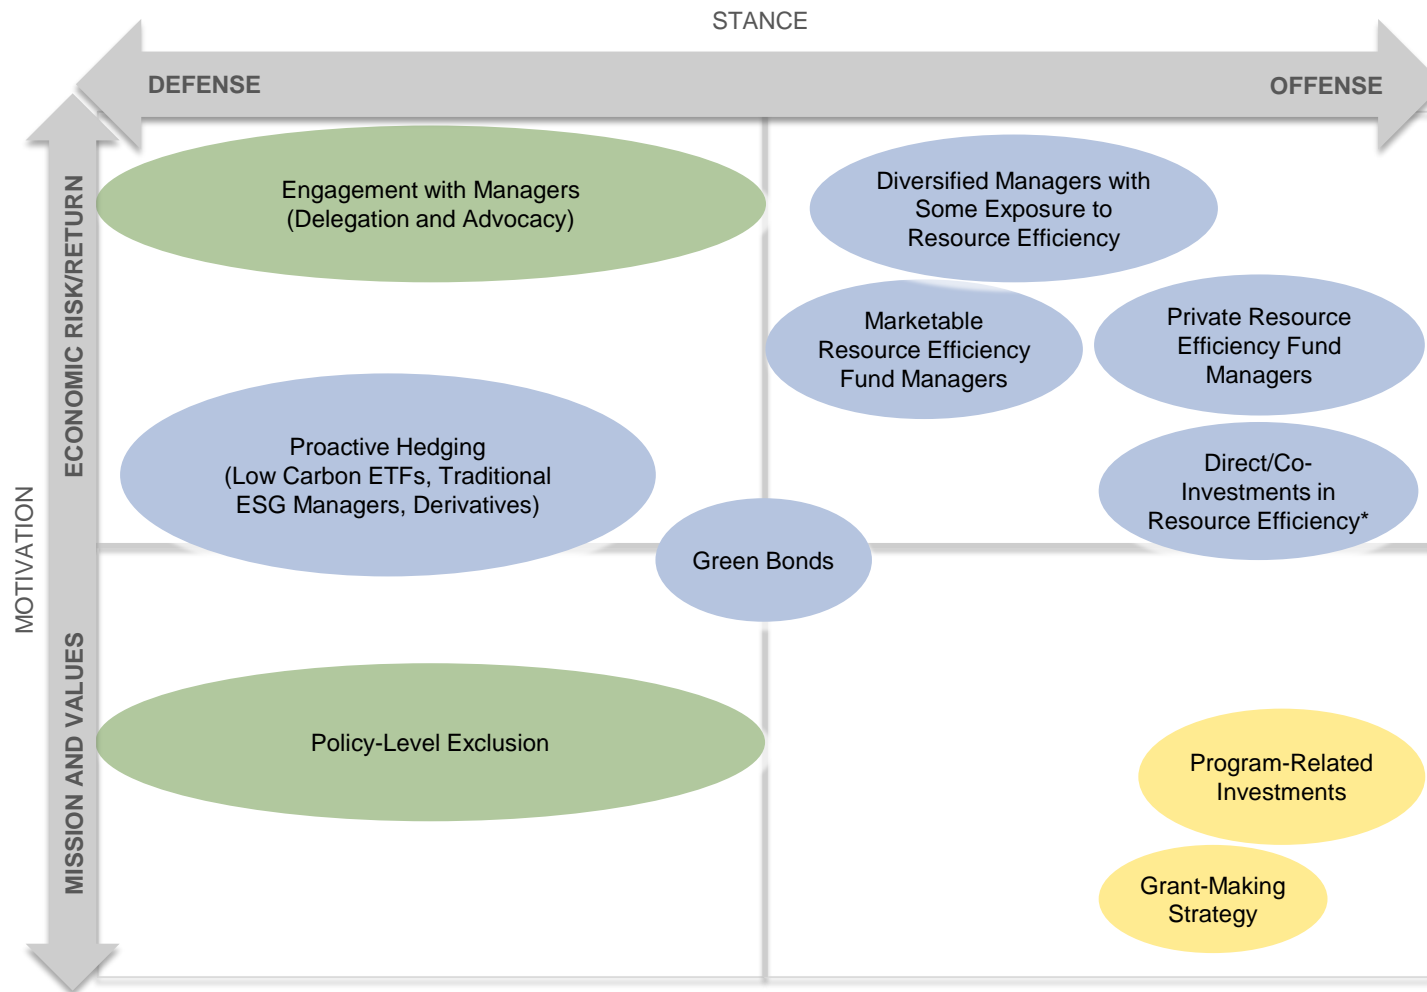 STANCE
DEFENSE
OFFENSE
MOTIVATION
ECONOMIC RISK/RETURN
MISSION AND VALUES
Engagement with Managers
(Delegation and Advocacy)
Diversified Managers with
Some Exposure to
Resource Efficiency
Marketable
Resource Efficiency
Fund Managers
Private Resource
Efficiency Fund
Managers
Proactive Hedging
(Low Carbon ETFs, Traditional
ESG Managers, Derivatives)
Direct/Co-
Investments in
Resource Efficiency*
Green Bonds
Policy-Level Exclusion
Program-Related
Investments
Grant-Making
Strategy